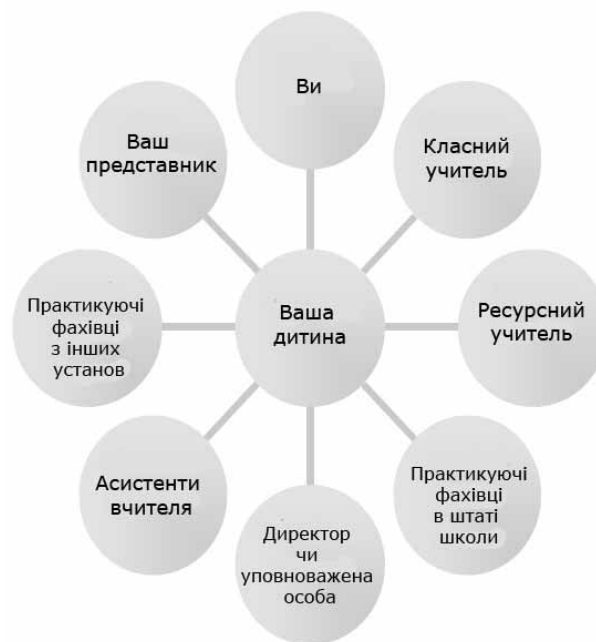 Ви
Ваш
представник
Класний
учитель
Практикуючі
фахівці
з інших
установ
Ваша
дитина
Ресурсний
учитель
Асистенти
вчителя
Практикуючі
фахівці
в штаті
школи
Директор
чи
уповноважена
особа